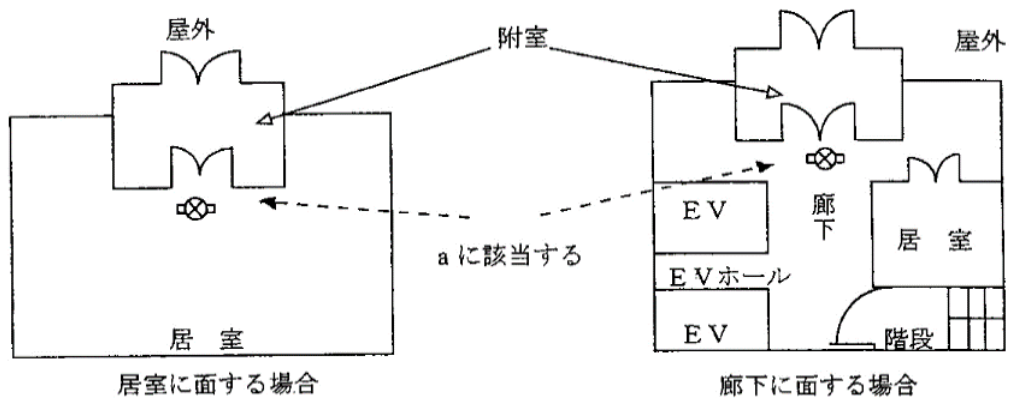 屋外
附室
屋外
EV
廊下
居 室
aに該当する
EVホール
居 室
EV
階段
居室に面する場合
廊下に面する場合